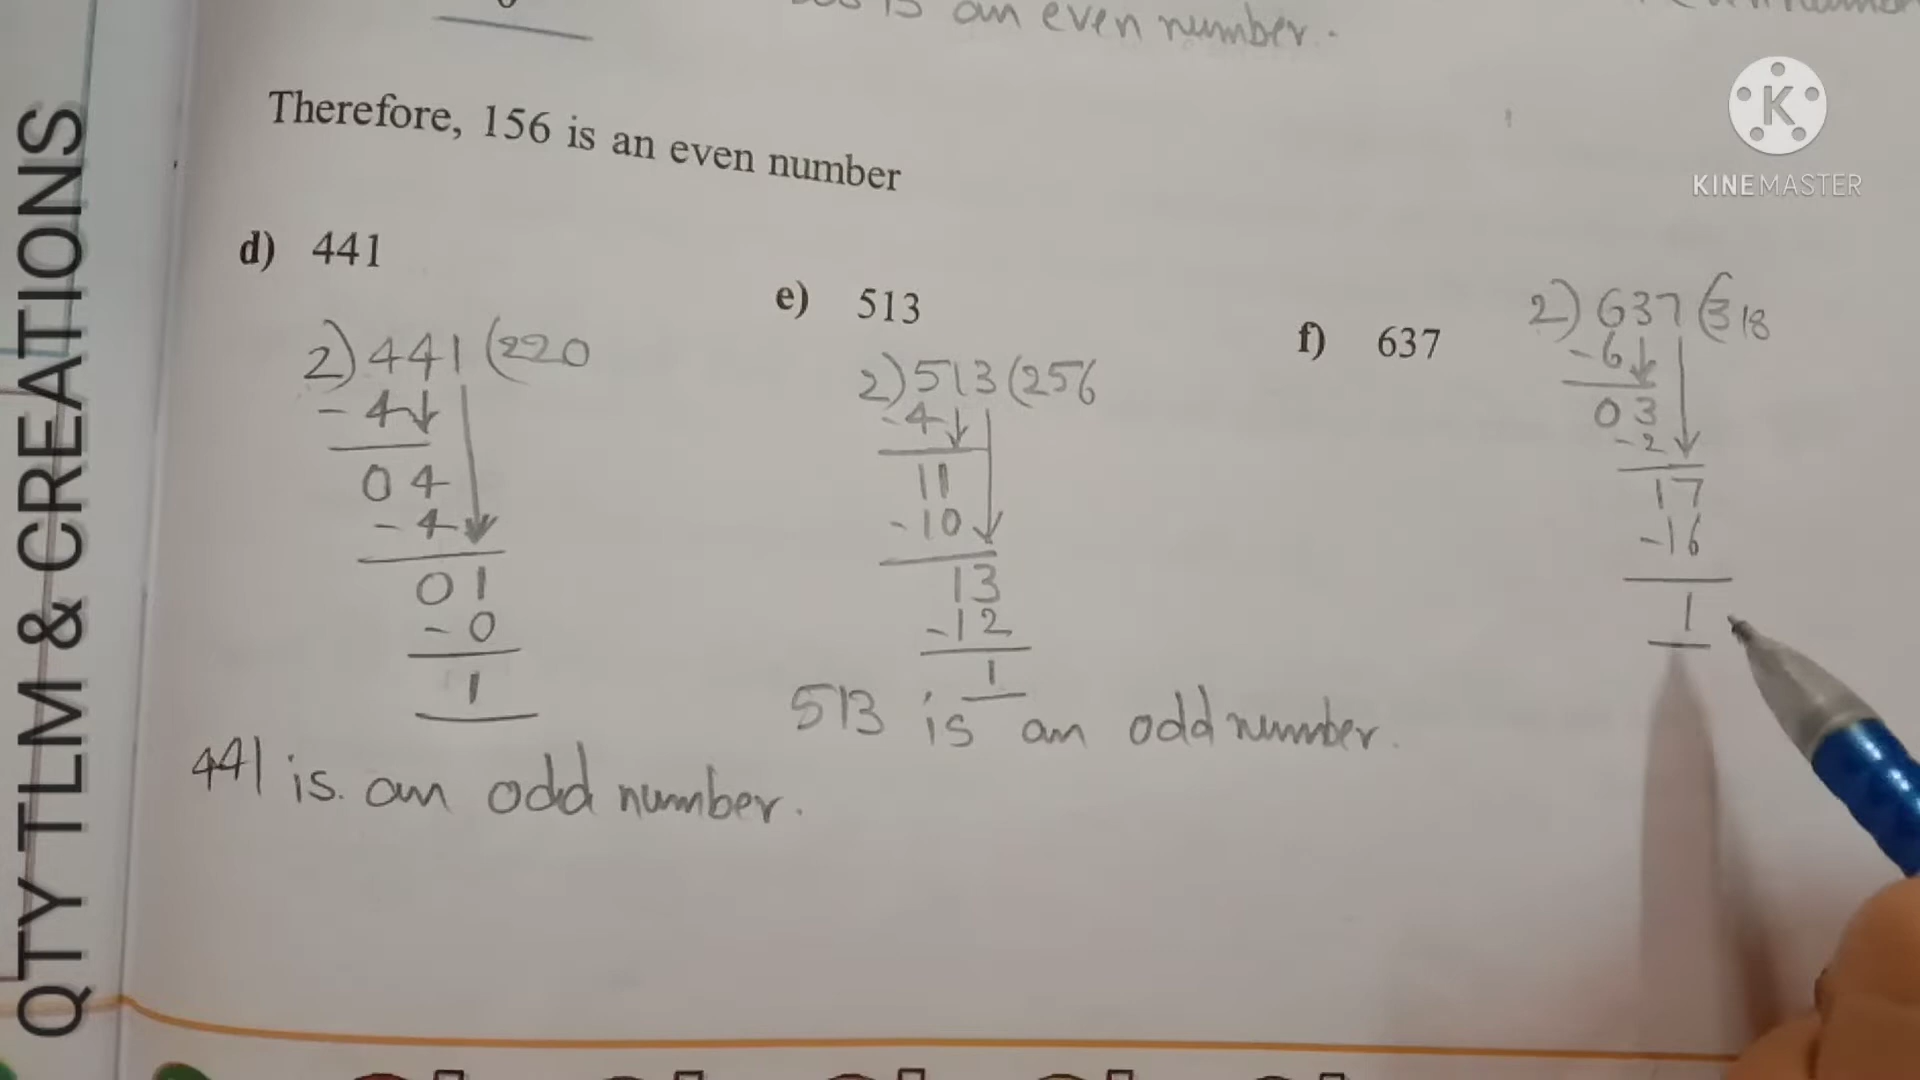 is an even number.
Therefore, 156 is an even number
KINEMASTER
QTY TLM & CREATIONS
d) 441
2)441(220
- 4
04
- 4
01
- 0
1
441 is. an odd number.
e) 513
2)513(256
-4
11
-10
13
-12
1
513 is an odd number.
f) 637
2)637(318
-6
03
-2
17
-16
1